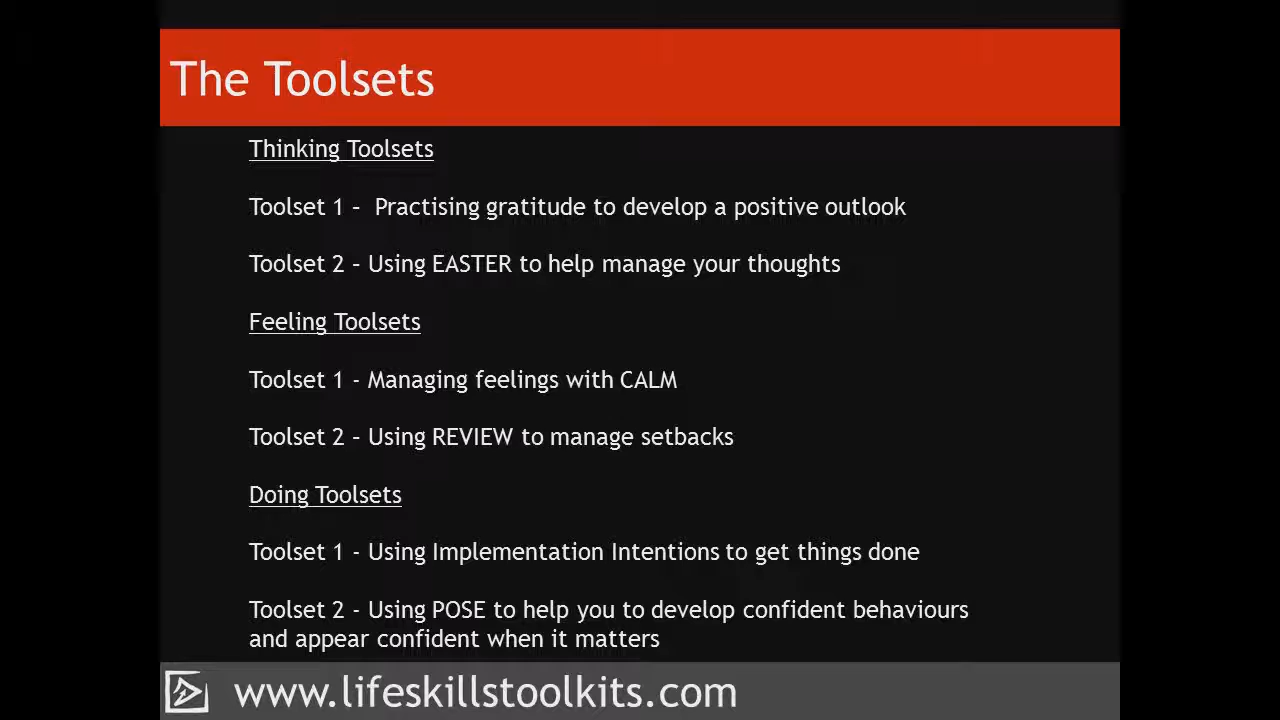 The Toolsets
Thinking Toolsets
Toolset 1 –  Practising gratitude to develop a positive outlook
Toolset 2 – Using EASTER to help manage your thoughts
Feeling Toolsets
Toolset 1 - Managing feelings with CALM
Toolset 2 – Using REVIEW to manage setbacks
Doing Toolsets
Toolset 1 - Using Implementation Intentions to get things done
Toolset 2 - Using POSE to help you to develop confident behaviours
and appear confident when it matters
www.lifeskillstoolkits.com